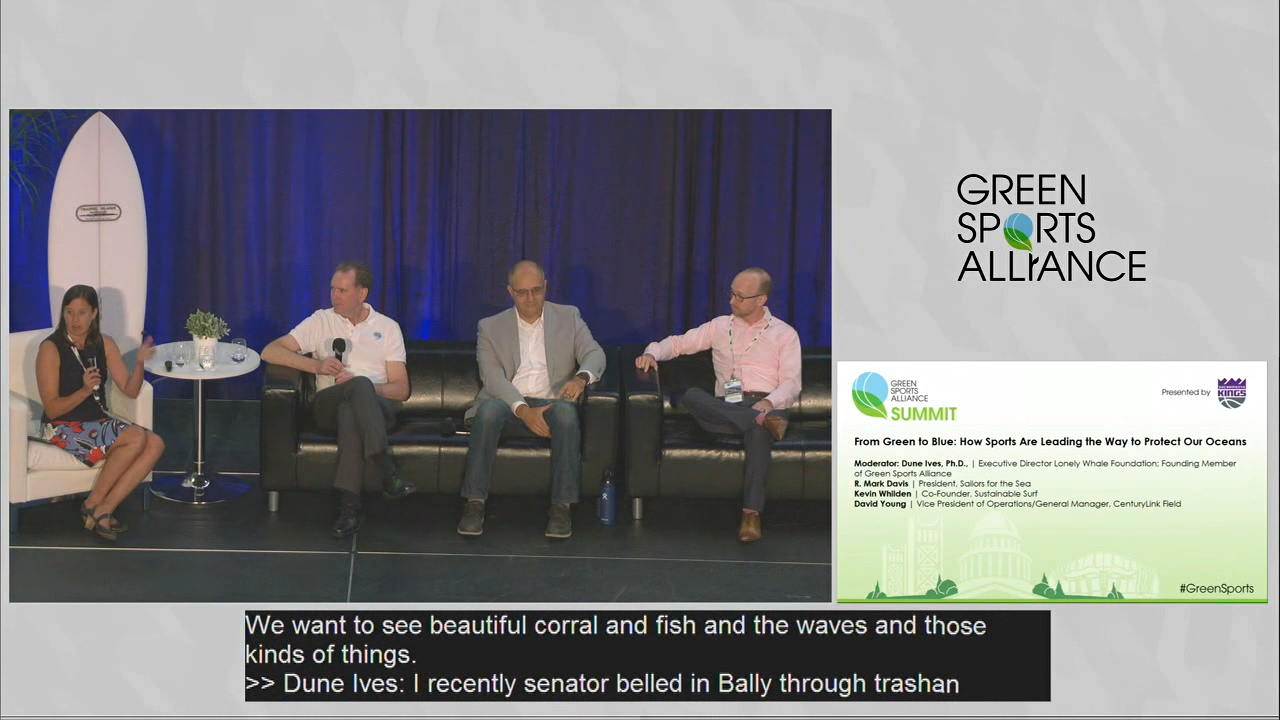 GREEN
SPORTS
ALLIANCE
GREEN
SPORTS
ALLIANCE
SUMMIT
Presented by
KINGS
From Green to Blue: How Sports Are Leading the Way to Protect Our Oceans
Moderator: Dune Ives, Ph.D., | Executive Director Lonely Whale Foundation; Founding Member
of Green Sports Alliance
R. Mark Davis | President, Sailors for the Sea
Kevin Whilden | Co-Founder, Sustainable Surf
David Young | Vice President of Operations/General Manager, CenturyLink Field
#GreenSports
We want to see beautiful corral and fish and the waves and those
kinds of things.
>> Dune Ives: I recently senator belled in Bally through trashan